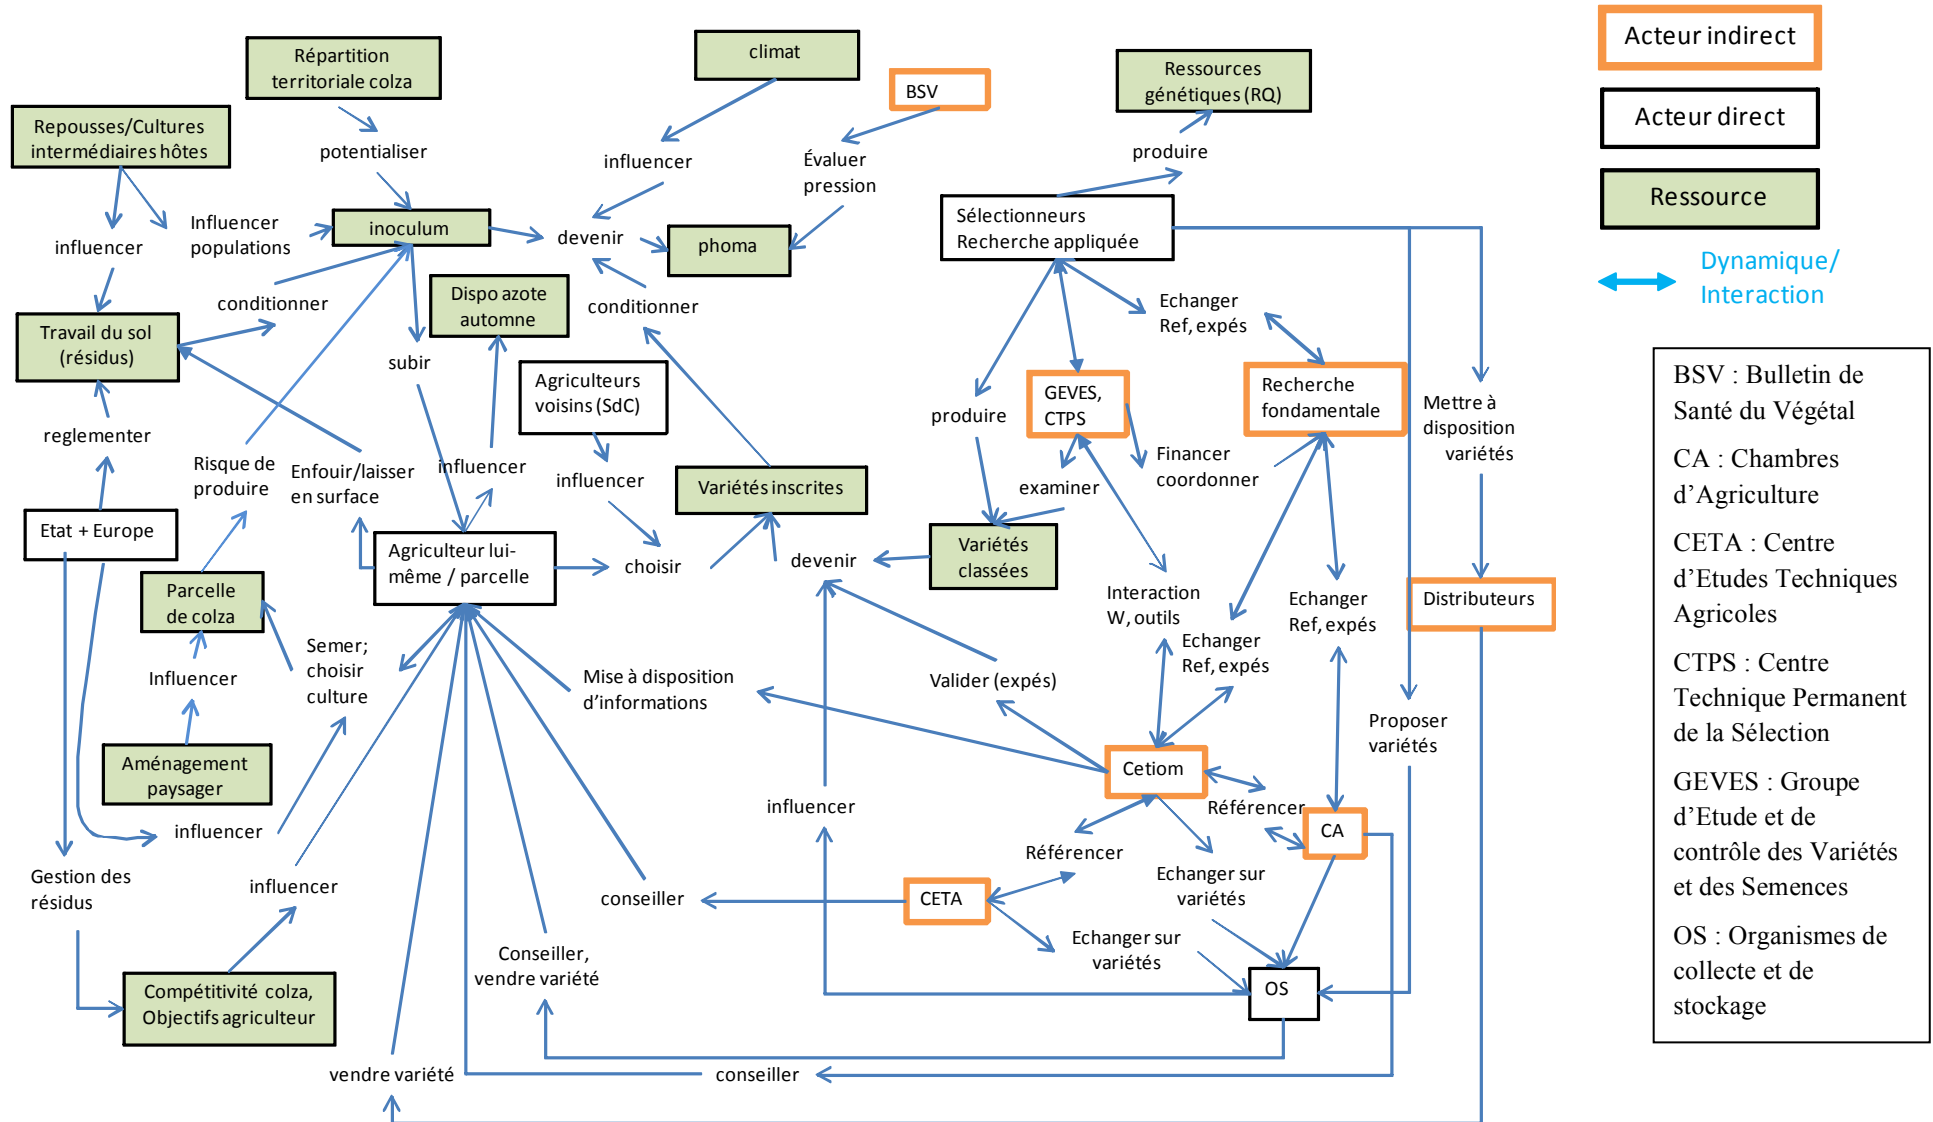 Répartition
territoriale colza
climat
BSV
Ressources
génétiques (RQ)
Acteur indirect
Acteur direct
Ressource
Dynamique/
Interaction
Repousses/Cultures
intermédiaires hôtes
potentialiser
influencer
Évaluer
pression
produire
influencer
Influencer
populations
inoculum
devenir
phoma
Sélectionneurs
Recherche appliquée
conditionner
Dispo azote
automne
conditionner
Echanger
Ref, expés
Travail du sol
(résidus)
subir
Agriculteurs
voisins (SdC)
produire
GEVES,
CTPS
Recherche
fondamentale
Mettre à
disposition
variétés
reglementer
Risque de
produire
Enfouir/laisser
en surface
influencer
influencer
Variétés inscrites
examiner
Financer
coordonner
Etat + Europe
Agriculteur lui-
même / parcelle
choisir
devenir
Variétés
classées
Parcelle
de colza
Interaction
W, outils
Echanger
Ref, expés
Echanger
Ref, expés
Distributeurs
Influencer
Semer;
choisir
culture
Mise à disposition
d'informations
Valider (expés)
Proposer
variétés
Aménagement
paysager
influencer
Cetiom
influencer
Référencer
CA
Référencer
Gestion des
résidus
influencer
conseiller
CETA
Echanger sur
variétés
Echanger sur
variétés
Conseiller,
vendre variété
OS
Compétitivité colza,
Objectifs agriculteur
vendre variété
conseiller
BSV : Bulletin de
Santé du Végétal
CA : Chambres
d'Agriculture
CETA : Centre
d'Etudes Techniques
Agricoles
CTPS : Centre
Technique Permanent
de la Sélection
GEVES : Groupe
d'Etude et de
contrôle des Variétés
et des Semences
OS : Organismes de
collecte et de
stockage